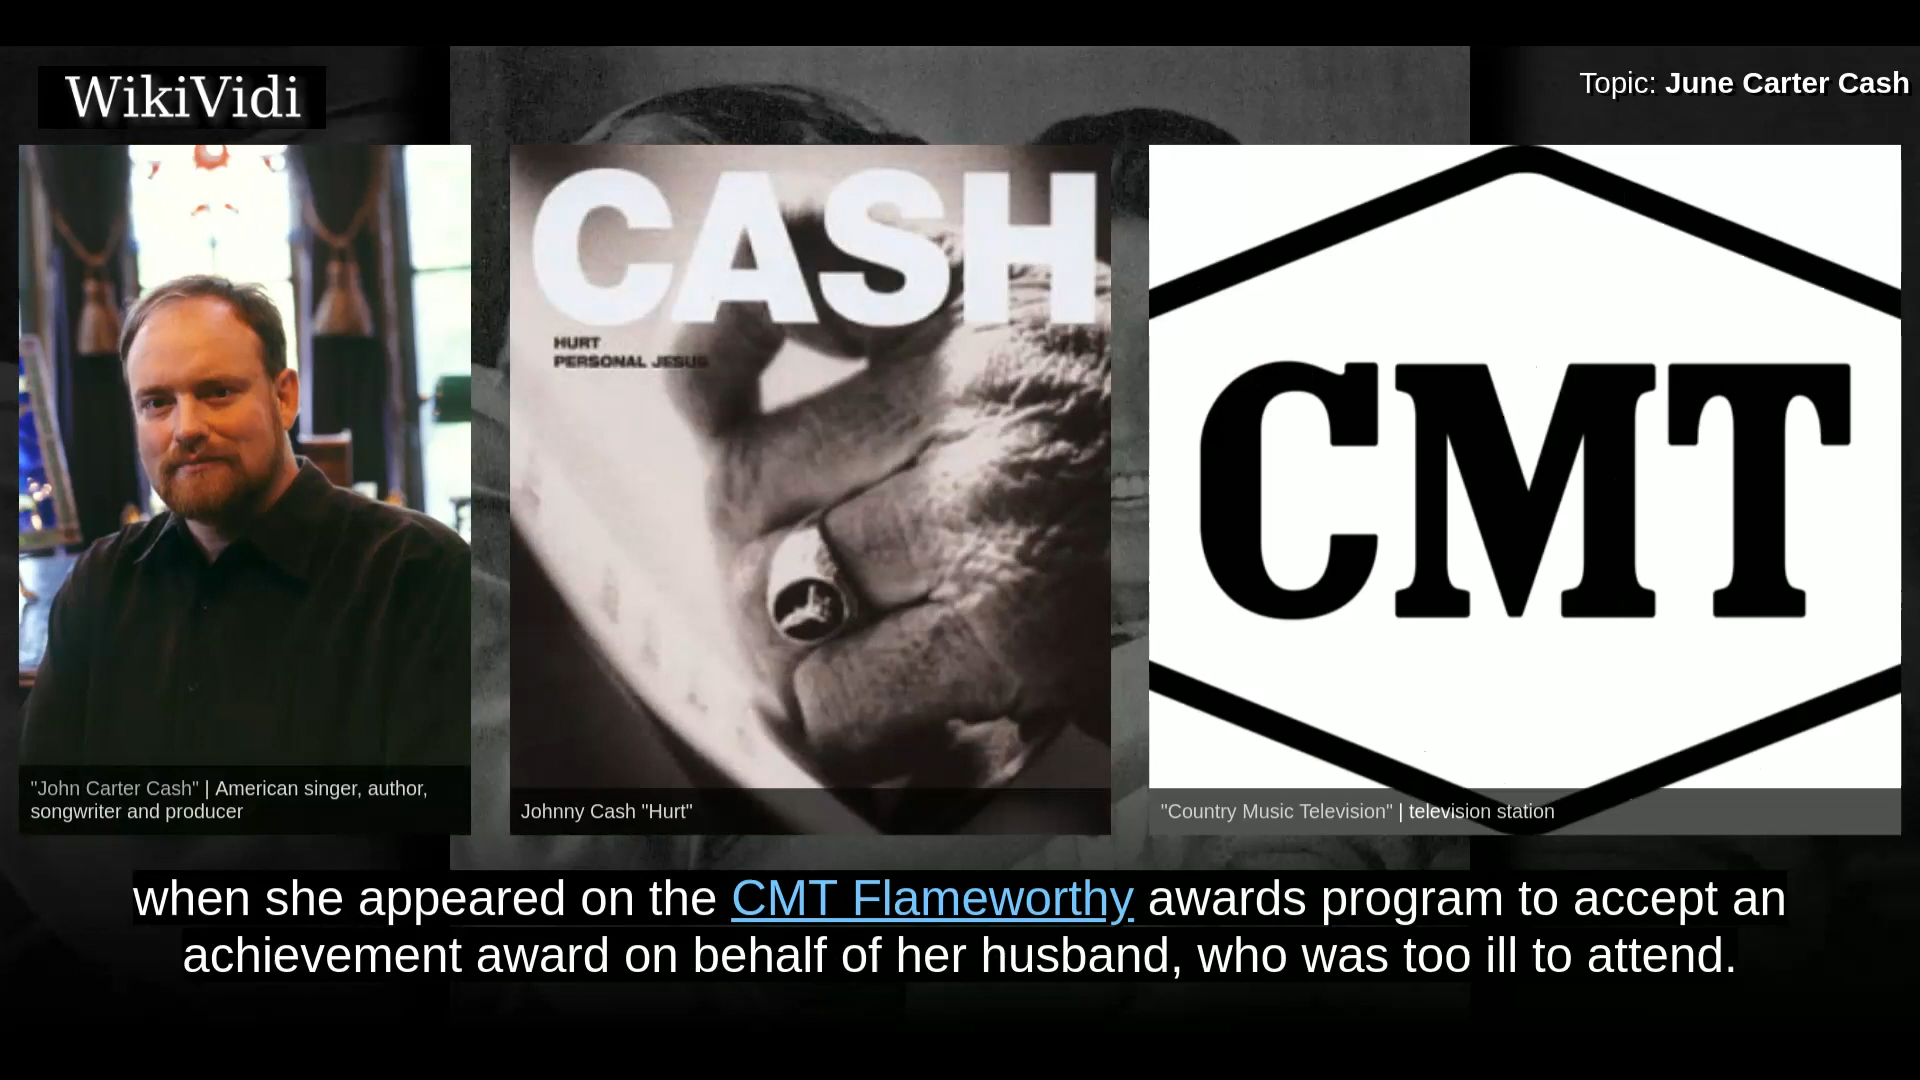 WikiVidi
Topic: June Carter Cash
CASH
HURT
PERSONAL JESUS
CMT
"John Carter Cash" | American singer, author,
songwriter and producer
Johnny Cash "Hurt"
"Country Music Television" | television station
when she appeared on the CMT Flameworthy awards program to accept an
achievement award on behalf of her husband, who was too ill to attend.